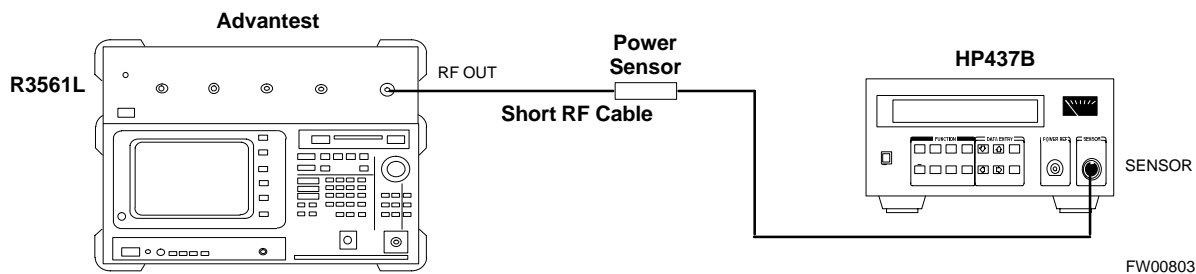 Advantest
R3561L
RF OUT
Power
Sensor
Short RF Cable
HP437B
FUNCTION
DATA ENTRY
POWER REF
SENSOR
SENSOR
FW00803